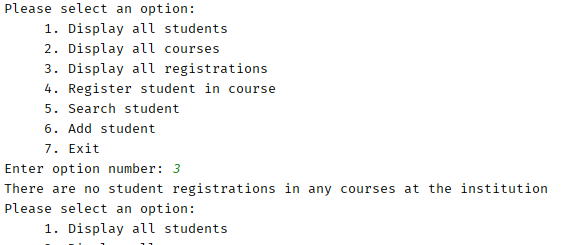 Please select an option:
1. Display all students
2. Display all courses
3. Display all registrations
4. Register student in course
5. Search student
6. Add student
7. Exit
Enter option number: 3
There are no student registrations in any courses at the institution
Please select an option:
1. Display all students